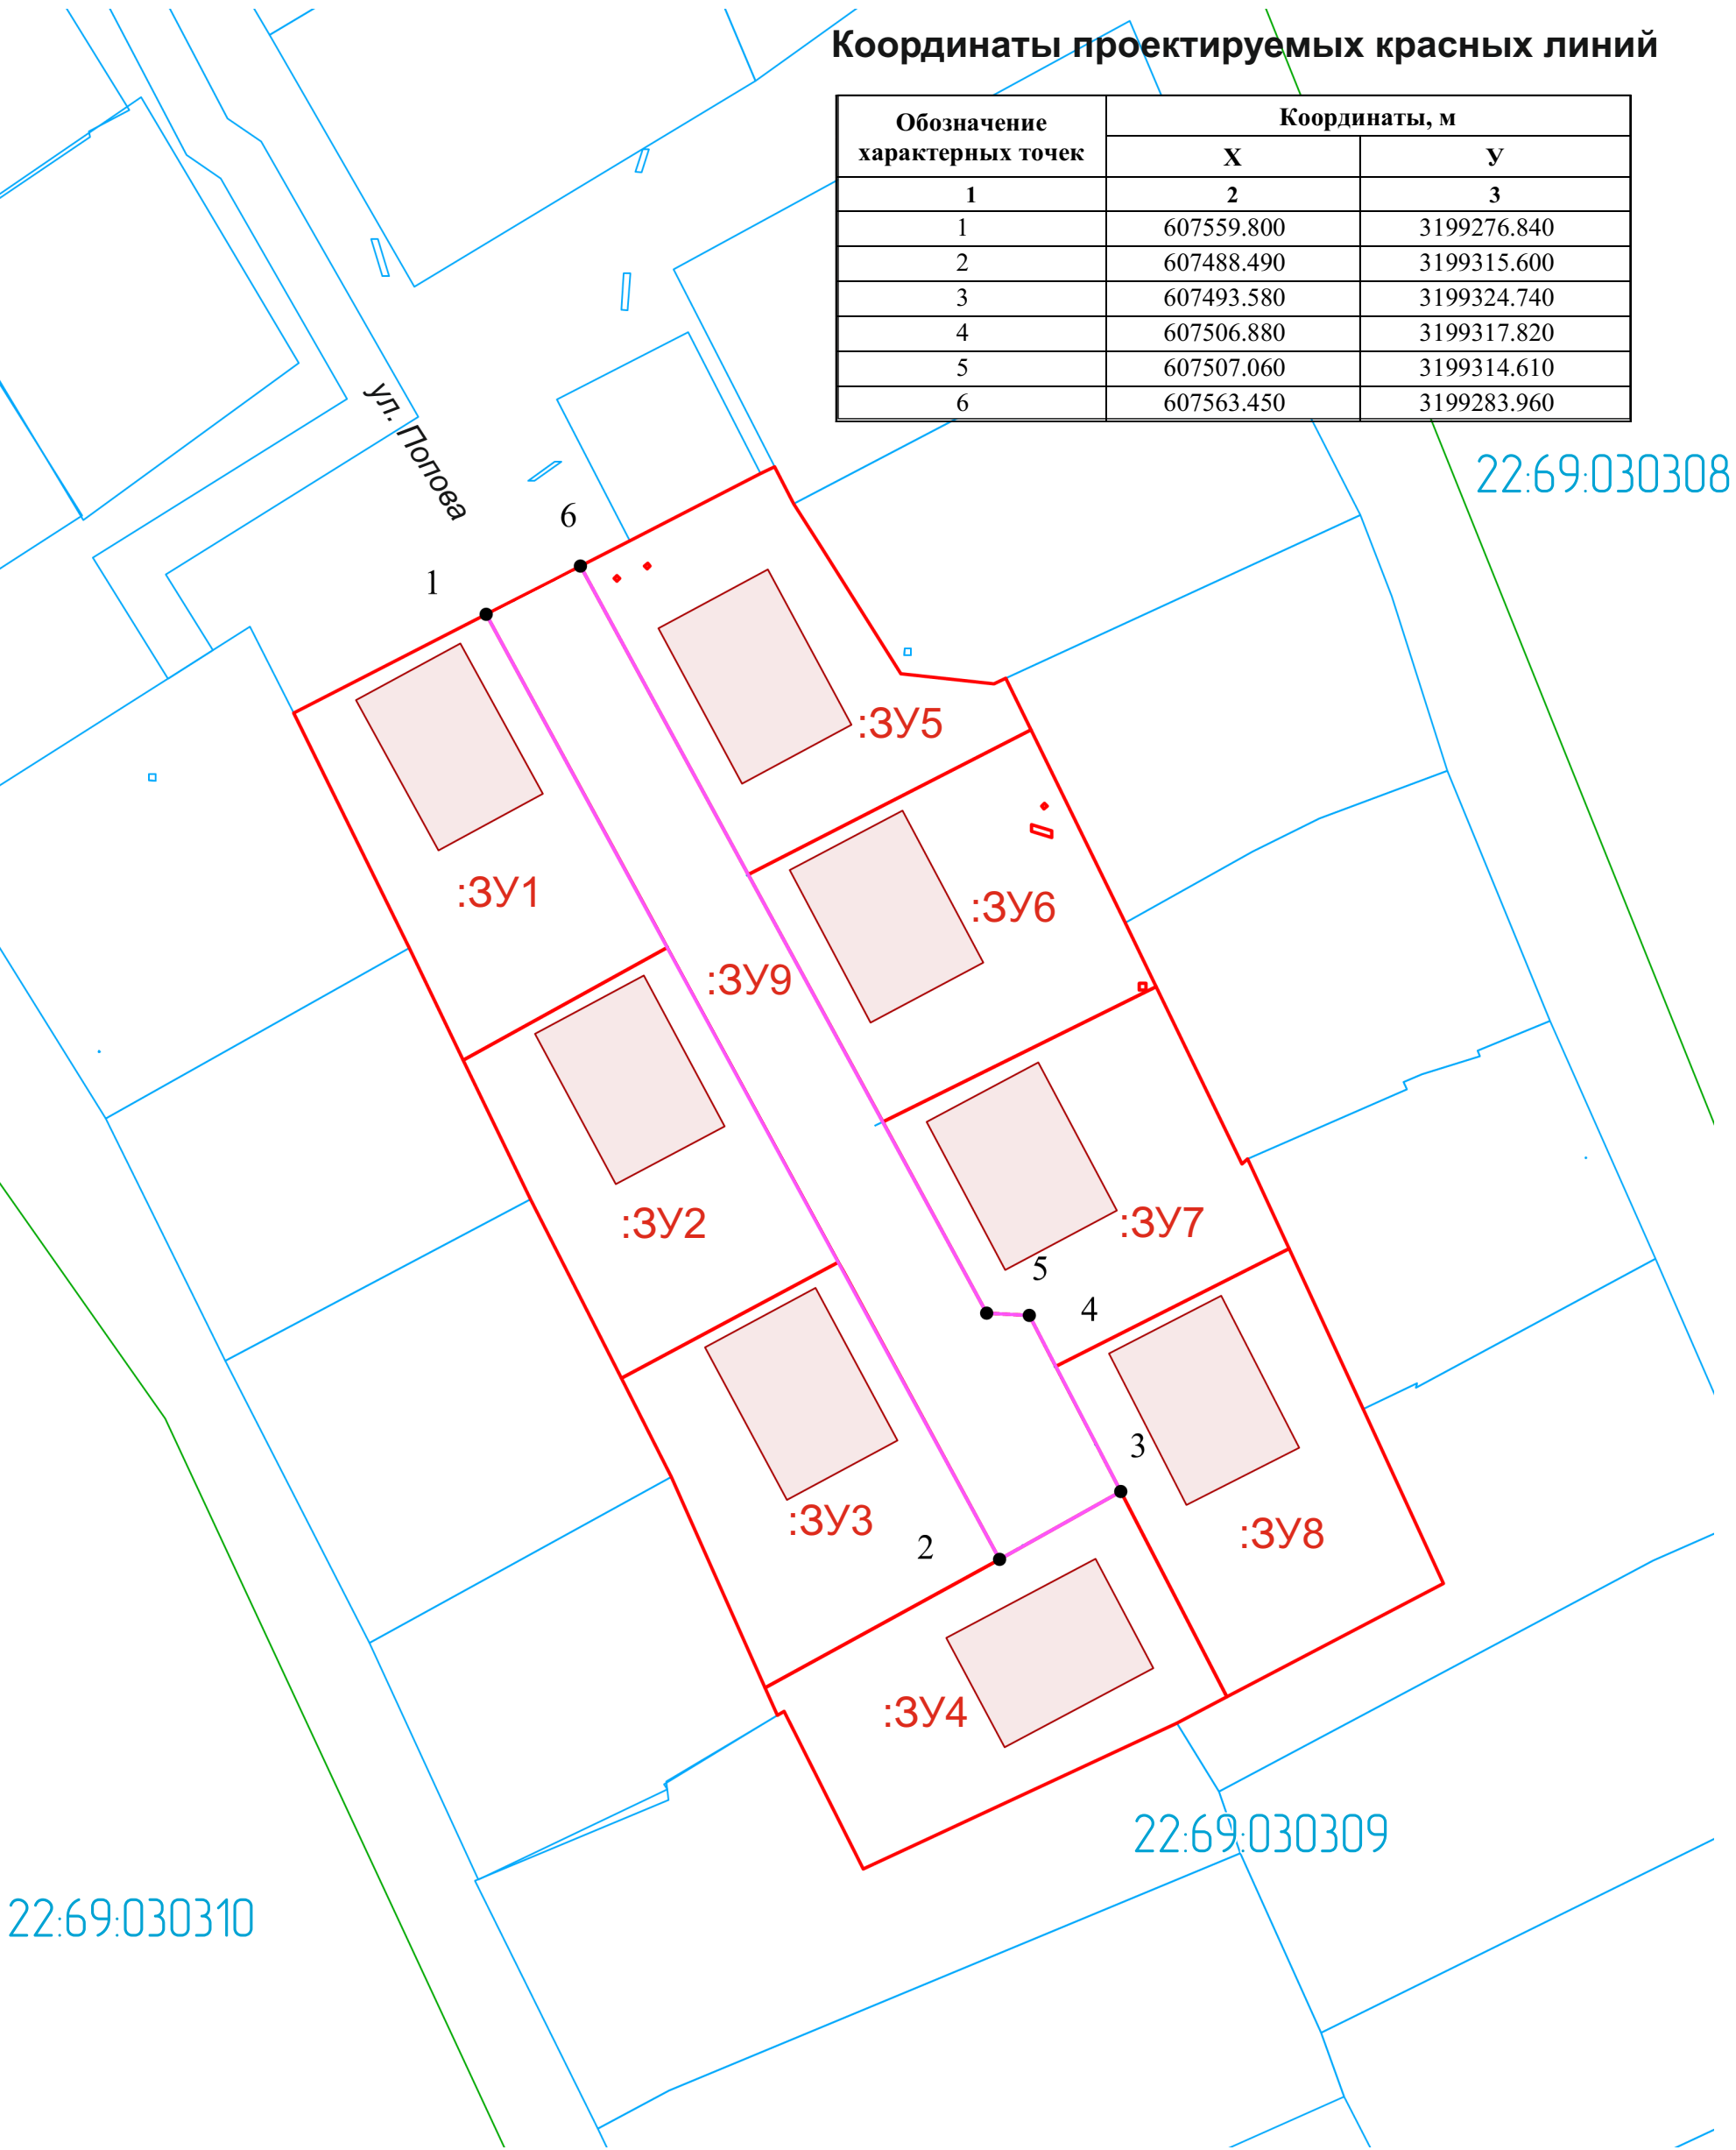 Координаты проектируемых красных линий
Обозначение характерных точек | Координаты, м
X | У
1 | 2 | 3
1 | 607559.800 | 3199276.840
2 | 607488.490 | 3199315.600
3 | 607493.580 | 3199324.740
4 | 607506.880 | 3199317.820
5 | 607507.060 | 3199314.610
6 | 607563.450 | 3199283.960
22:69:030308
ул. Попова
6
1
:ЗУ5
:ЗУ1
:ЗУ6
:ЗУ9
:ЗУ2
:ЗУ7
5
4
3
:ЗУ3
2
:ЗУ8
:ЗУ4
22:69:030309
22:69:030310